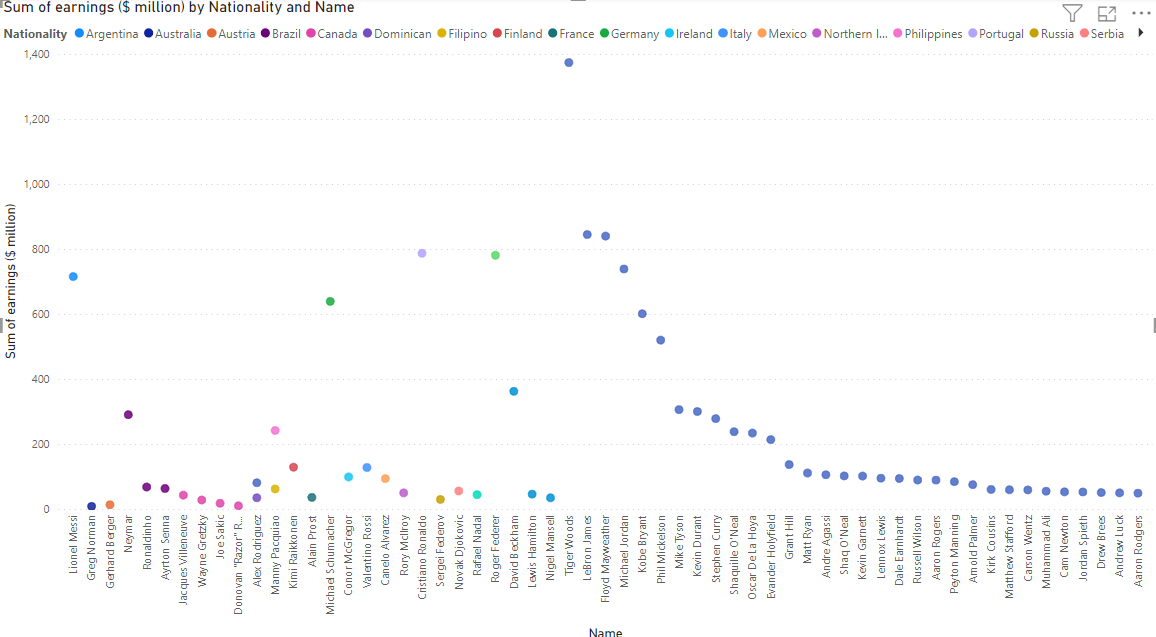 Sum of earnings ($ million) by Nationality and Name
Nationality Argentina Australia Austria Brazil Canada Dominican Filipino Finland France Germany Ireland Italy Mexico Northern I... Philippines Portugal Russia Serbia
1,400
1,200
1,000
800
600
400
200
0
Sum of earnings ($ million)
Lionel Messi
Greg Norman
Gerhard Berger
Neymar
Ronaldinho
Ayrton Senna
Jacques Villeneuve
Wayne Gretzky
Joe Sakic
Donovan "Razor" R...
Alex Rodriguez
Manny Pacquiao
Kimi Raikkonen
Alain Prost
Michael Schumacher
Conor McGregor
Valentino Rossi
Canelo Alvarez
Rory McIlroy
Cristiano Ronaldo
Sergei Federov
Novak Djokovic
Rafael Nadal
Roger Federer
David Beckham
Lewis Hamilton
Nigel Mansell
Tiger Woods
LeBron James
Floyd Mayweather
Michael Jordan
Kobe Bryant
Phil Mickelson
Mike Tyson
Kevin Durant
Stephen Curry
Shaquille O'Neal
Oscar De La Hoya
Evander Holyfield
Grant Hill
Matt Ryan
Andre Agassi
Shaq O'Neal
Kevin Garnett
Lennox Lewis
Dale Earnhardt
Russell Wilson
Aaron Rogers
Peyton Manning
Arnold Palmer
Kirk Cousins
Matthew Stafford
Carson Wentz
Muhammad Ali
Cam Newton
Jordan Spieth
Drew Brees
Andrew Luck
Aaron Rodgers
Name